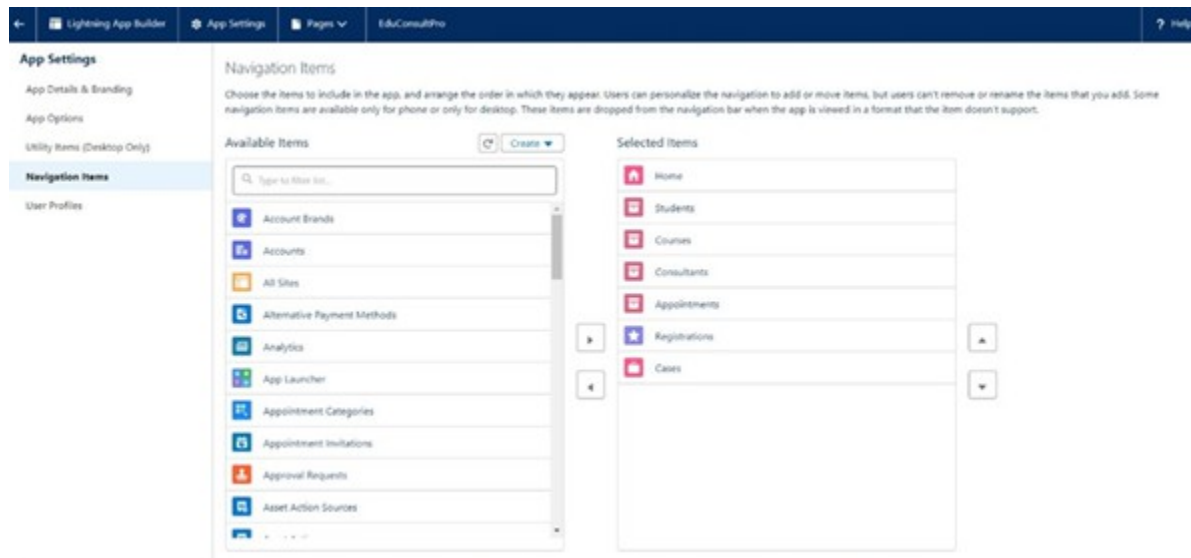 Lightning App Builder App Settings Pages EduConsultPro ? Help
App Settings
App Details & Branding
App Options
Utility Items (Desktop Only)
Navigation Items
User Profiles
Navigation Items
Choose the items to include in the app, and arrange the order in which they appear. Users can personalize the navigation to add or move items, but users can't remove or rename the items that you add. Some
navigation items are available only for phone or only for desktop. These items are dropped from the navigation bar when the app is viewed in a format that the item doesn't support.
Available Items Create
Type to filter list...
Account Brands
Accounts
All Sites
Alternative Payment Methods
Analytics
App Launcher
Appointment Categories
Appointment Invitations
Approval Requests
Asset Action Sources
Selected Items
Home
Students
Courses
Consultants
Appointments
Registrations
Cases